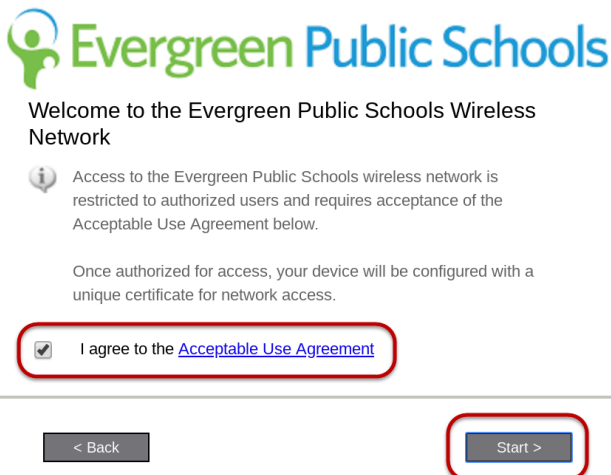 Evergreen Public Schools
Welcome to the Evergreen Public Schools Wireless
Network
Access to the Evergreen Public Schools wireless network is
restricted to authorized users and requires acceptance of the
Acceptable Use Agreement below.
Once authorized for access, your device will be configured with a
unique certificate for network access.
I agree to the Acceptable Use Agreement
< Back
Start >